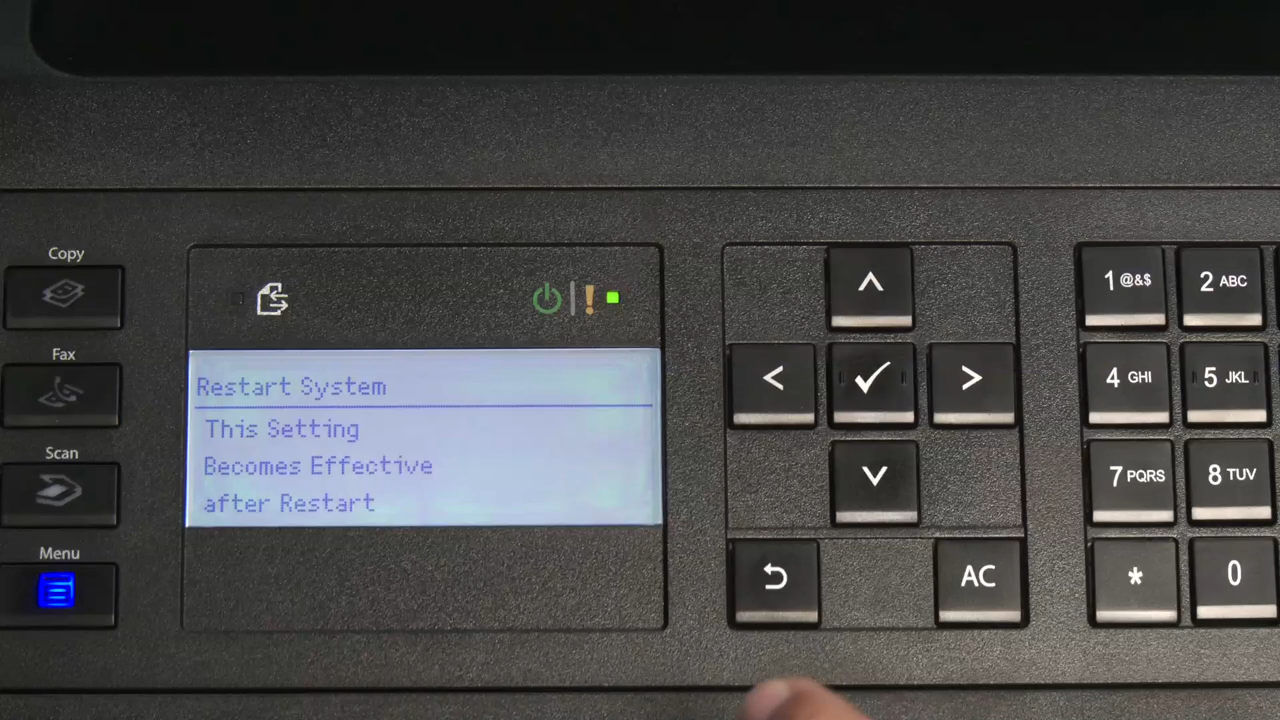 Copy
Fax
Scan
Menu
Restart System
This Setting
Becomes Effective
after Restart
AC
1 @&$
2 ABC
4 GHI
5 JKL
7 PQRS
8 TUV
*
0